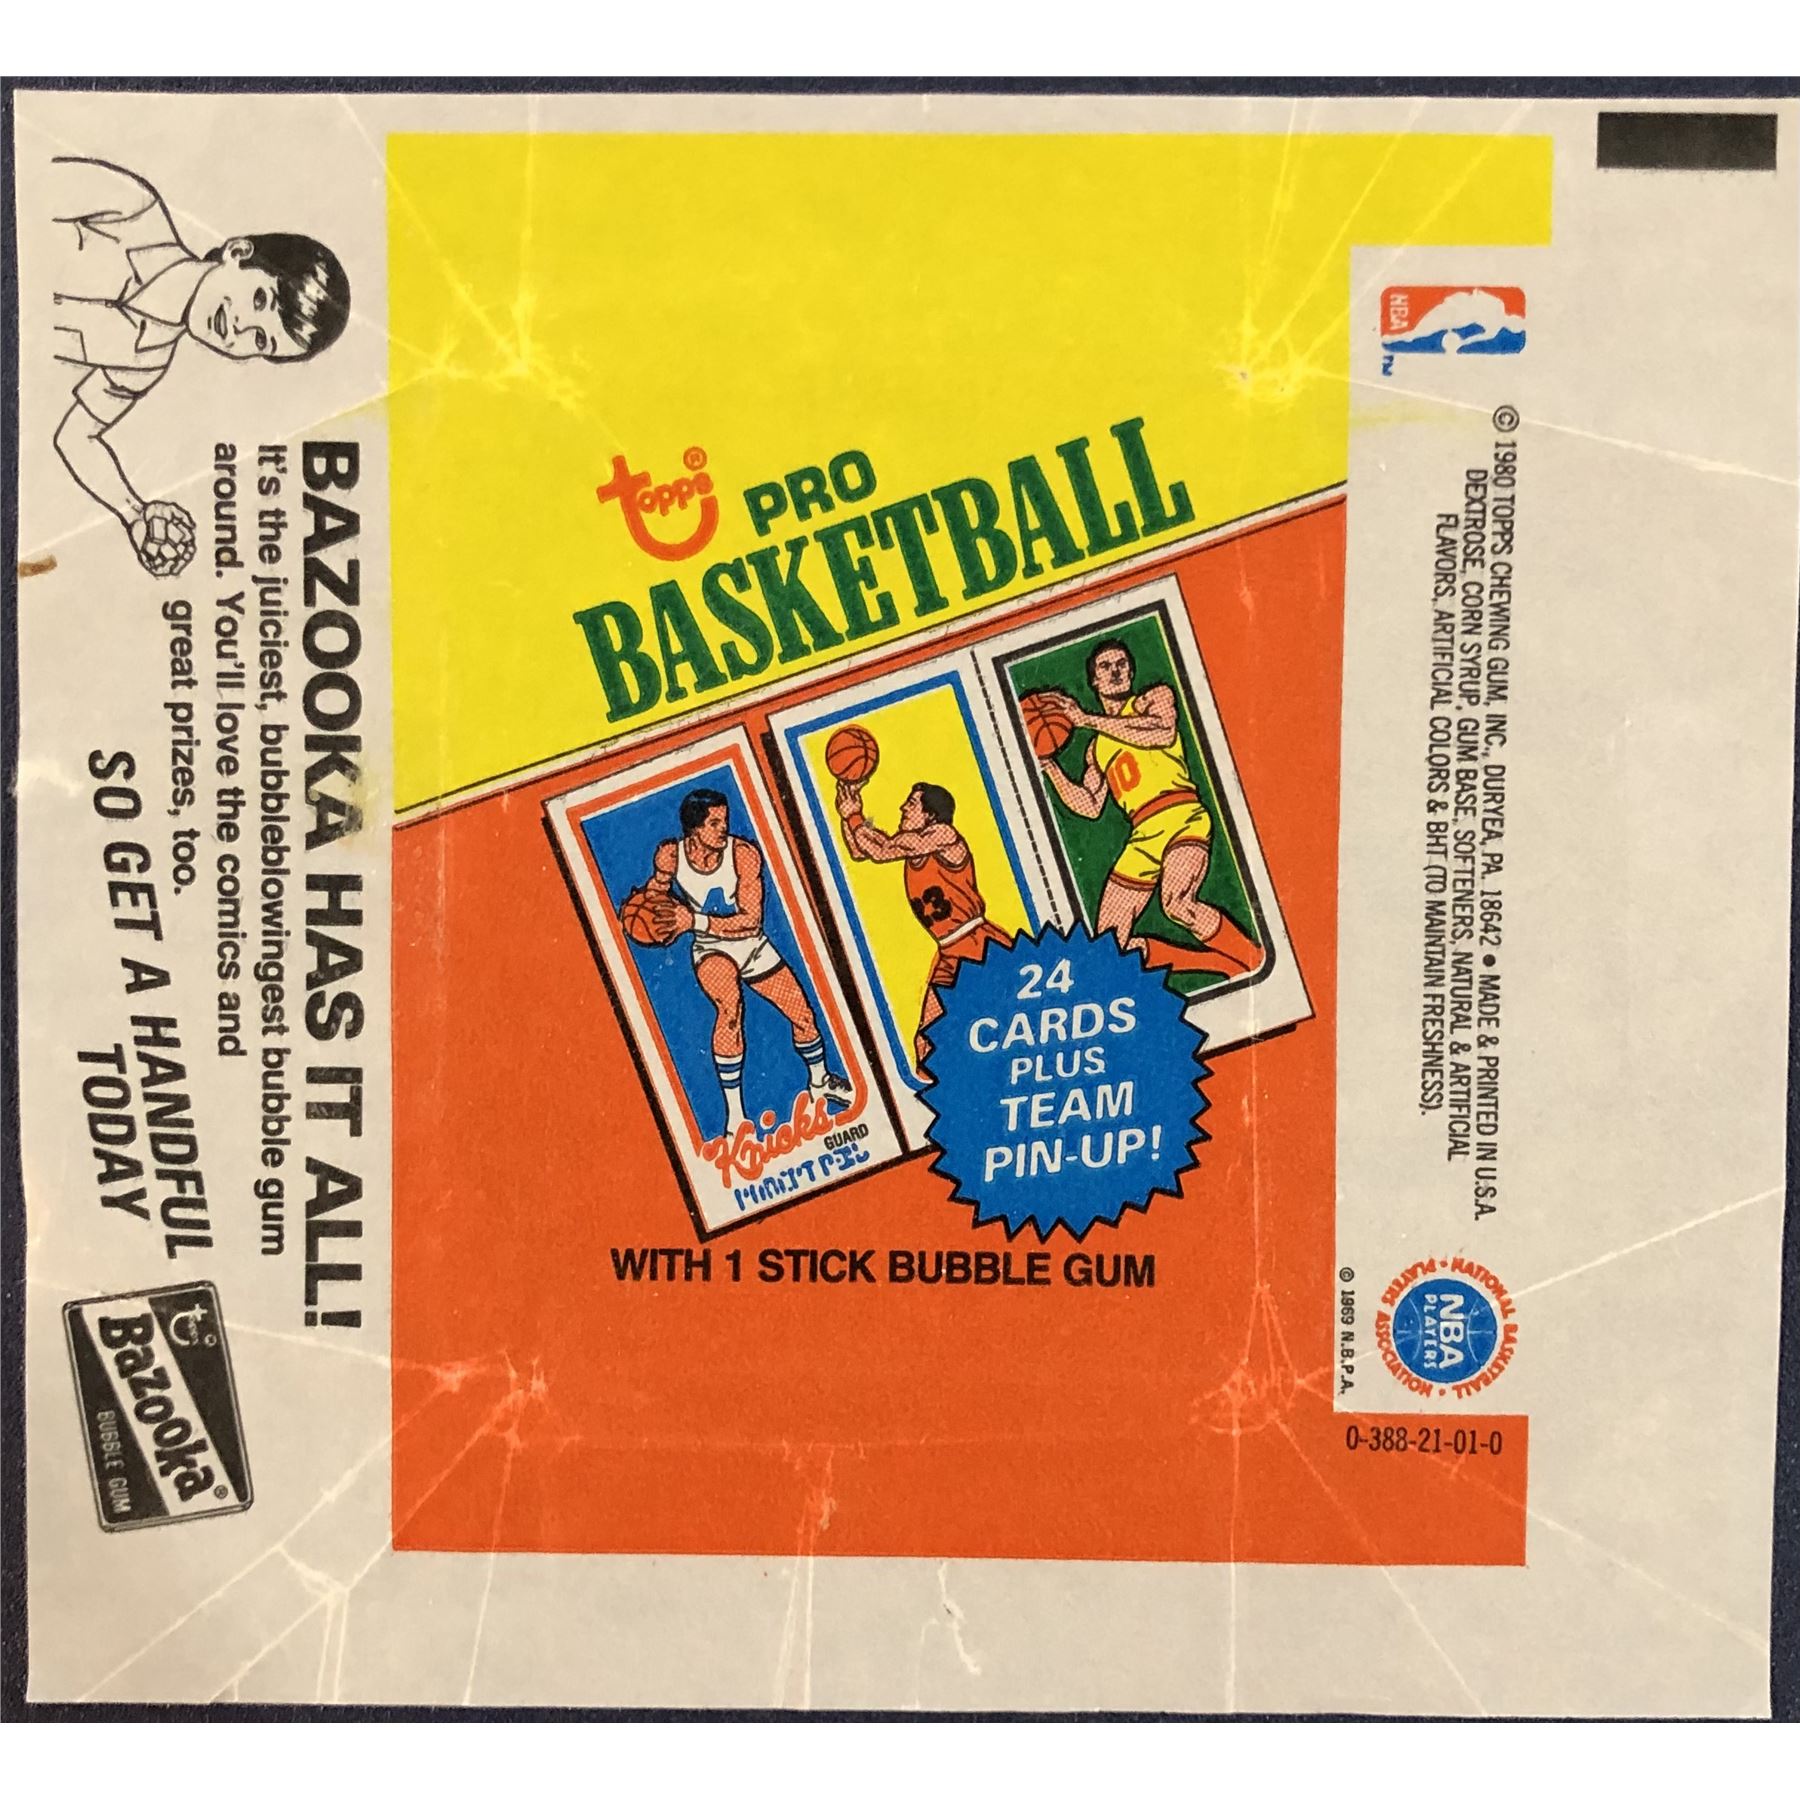 topps®
PRO
BASKETBALL
24
CARDS
PLUS
TEAM
PIN-UP!
Knicks
GUARD
WITH 1 STICK BUBBLE GUM
10
3
BAZOOKA HAS IT ALL!
It's the juiciest, bubbleblowingest bubble gum
around. You'll love the comics and
great prizes, too.
SO GET A HANDFUL
TODAY
topps®
Bazooka®
BUBBLE GUM
NBA
TM
© 1980 TOPPS CHEWING GUM, INC., DURYEA, PA. 18642 • MADE & PRINTED IN U.S.A.
DEXTROSE, CORN SYRUP, GUM BASE, SOFTENERS, NATURAL & ARTIFICIAL
FLAVORS, ARTIFICIAL COLORS & BHT (TO MAINTAIN FRESHNESS).
NATIONAL BASKETBALL • PLAYERS ASSOCIATION •
NBA
PLAYERS
© 1969 N.B.P.A.
0-388-21-01-0